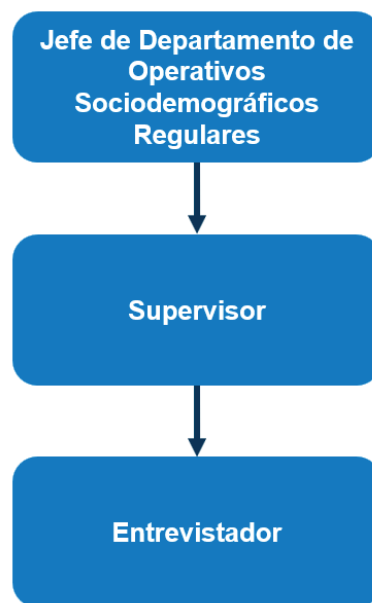 Jefe de Departamento de
Operativos
Sociodemográficos
Regulares
Supervisor
Entrevistador